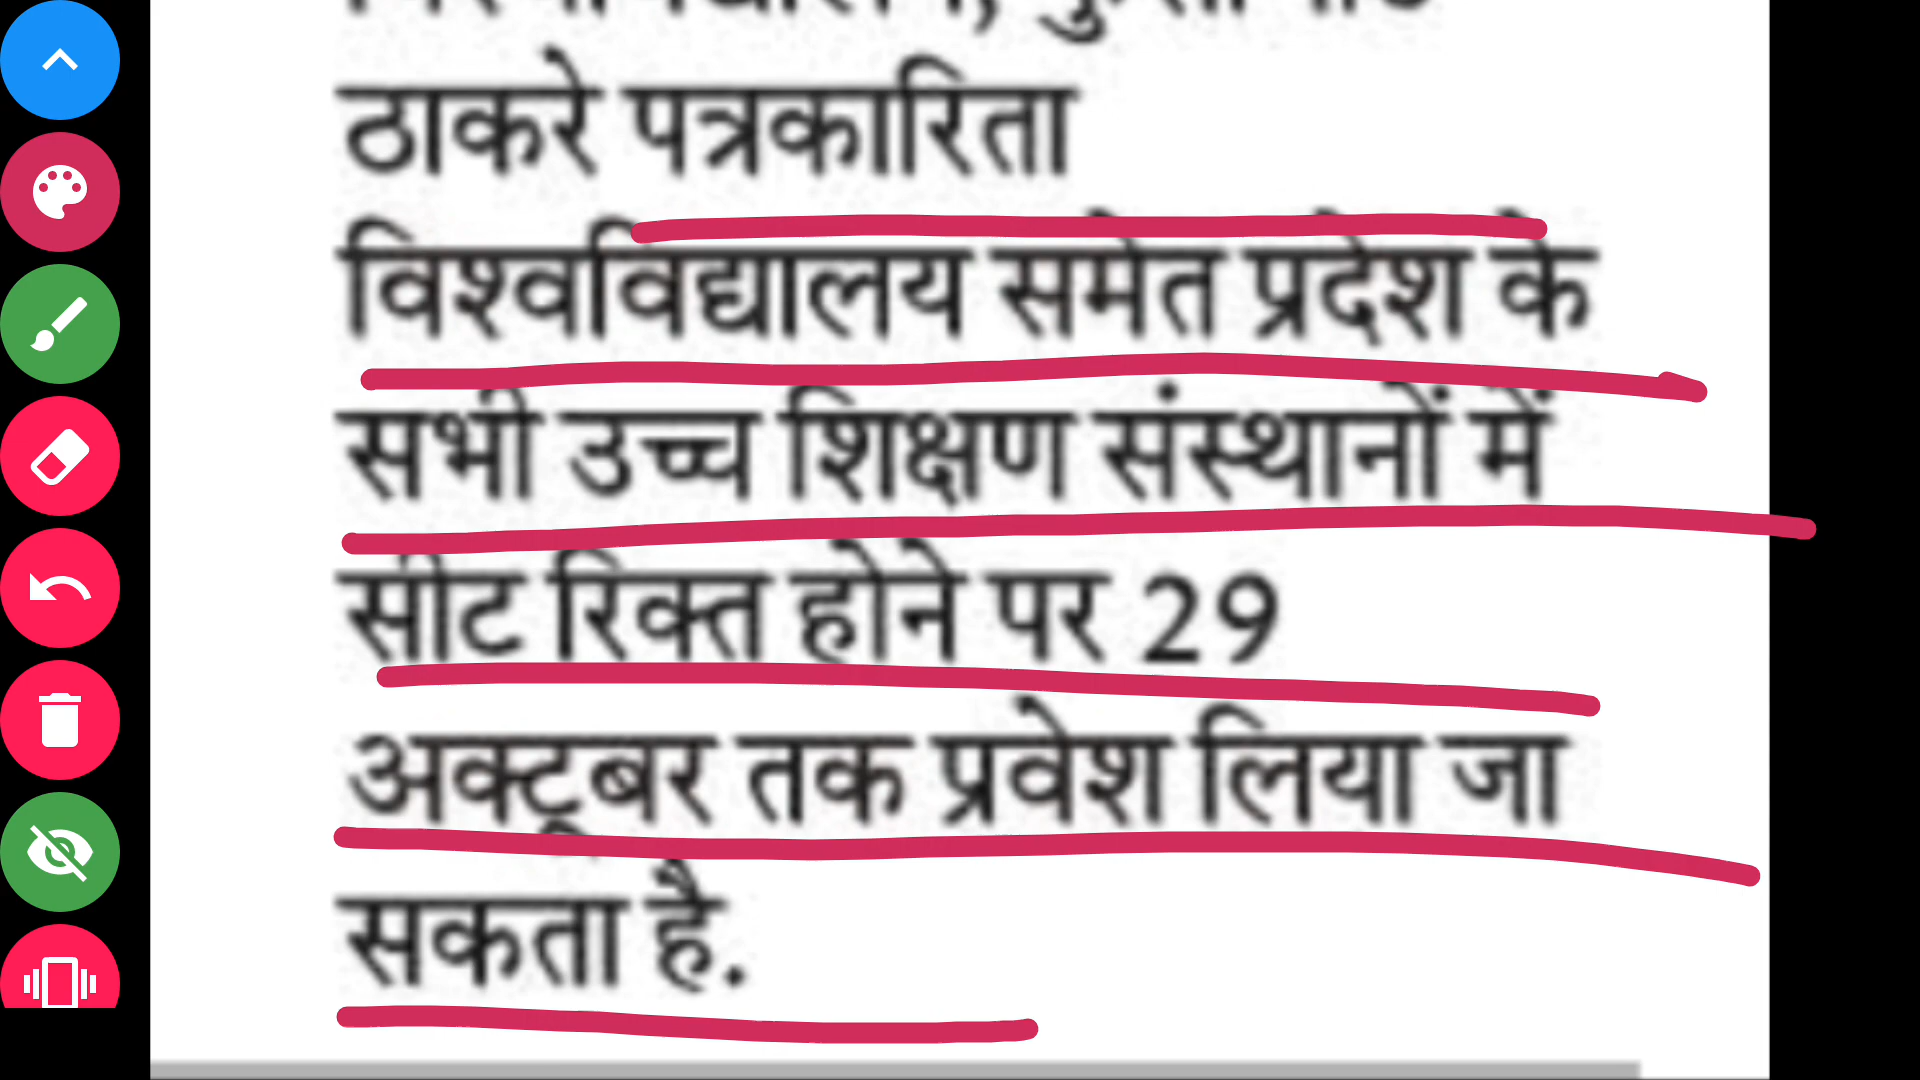 ठाकरे पत्रकारिता
विश्वविद्यालय समेत प्रदेश के
सभी उच्च शिक्षण संस्थानों में
सीट रिक्त होने पर 29
अक्टूबर तक प्रवेश लिया जा
सकता है.